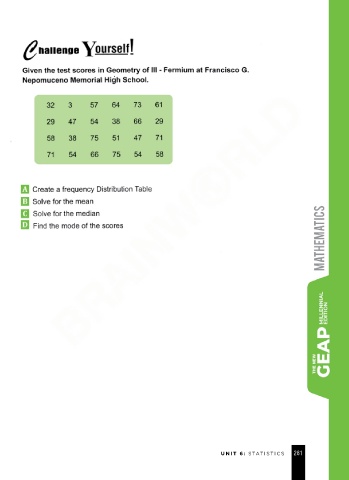 Challenge Yourself!
Given the test scores in Geometry of III - Fermium at Francisco G.
Nepomuceno Memorial High School.
32 3 57 64 73 61
29 47 54 38 66 29
58 38 75 51 47 71
71 54 66 75 54 58
A Create a frequency Distribution Table
B Solve for the mean
C Solve for the median
D Find the mode of the scores
BRAINWORLD
MATHEMATICS
THE NEW
GEAP
MILLENNIAL
EDITION
UNIT 6: STATISTICS 281